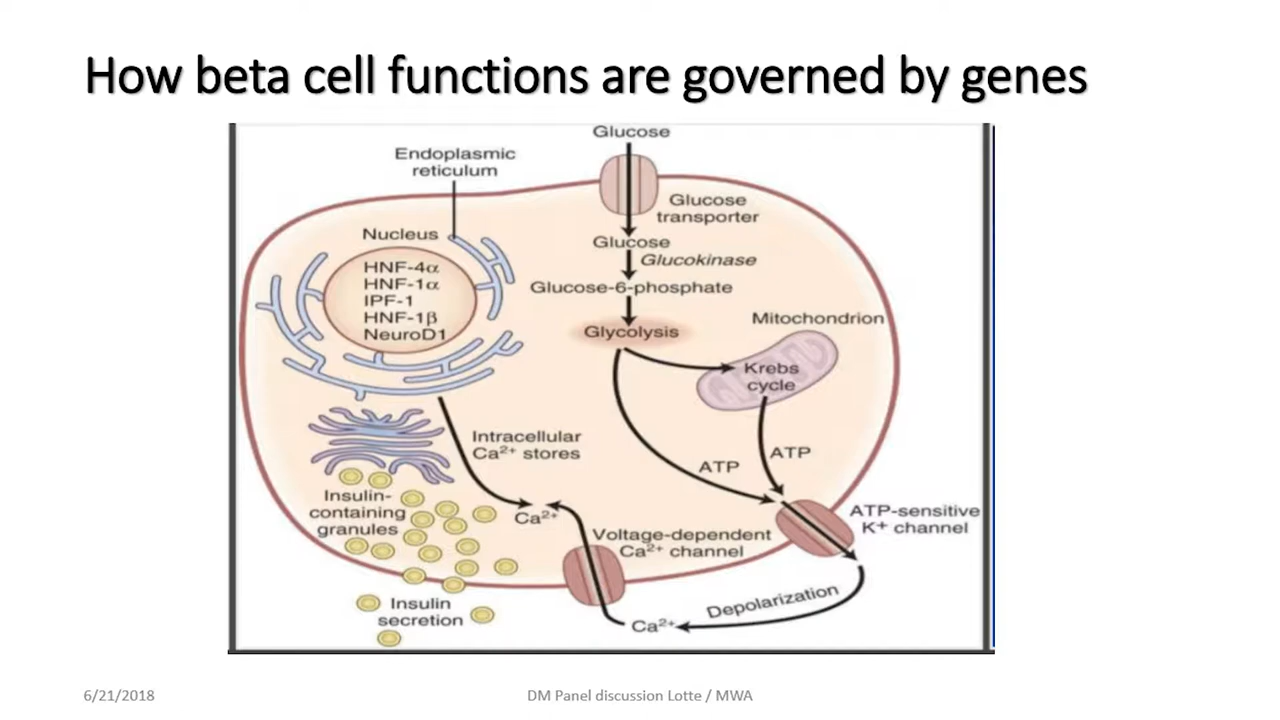 How beta cell functions are governed by genes
Glucose
Endoplasmic
reticulum
Glucose
transporter
Nucleus
Glucose
HNF-4α
Glucokinase
HNF-1α
Glucose-6-phosphate
IPF-1
HNF-1β
Mitochondrion
NeuroD1
Glycolysis
Krebs
cycle
Intracellular
Ca²⁺ stores
ATP
ATP
Insulin-
containing
granules
Ca²⁺
ATP-sensitive
K⁺ channel
Voltage-dependent
Ca²⁺ channel
Depolarization
Insulin
secretion
Ca²⁺
6/21/2018
DM Panel discussion Lotte / MWA